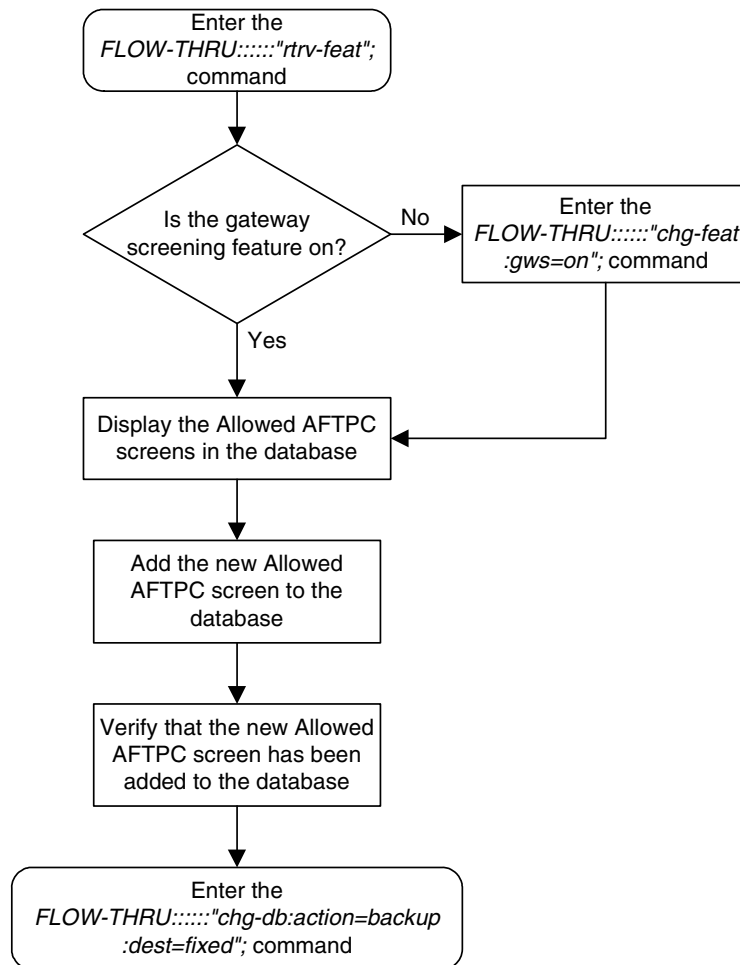 Enter the
FLOW-THRU::::::"rtrv-feat";
command
Is the gateway
screening feature on?
No
Enter the
FLOW-THRU::::::"chg-feat
:gws=on"; command
Yes
Display the Allowed AFTPC
screens in the database
Add the new Allowed
AFTPC screen to the
database
Verify that the new Allowed
AFTPC screen has been
added to the database
Enter the
FLOW-THRU::::::"chg-db:action=backup
:dest=fixed"; command